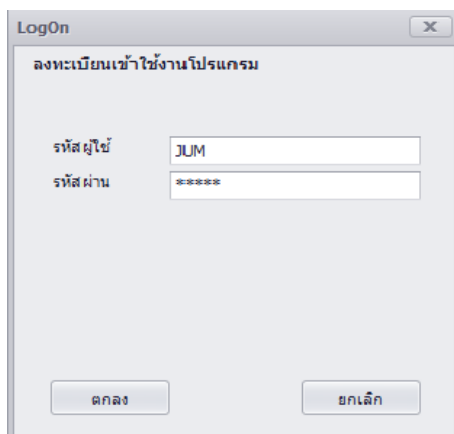 LogOn
ลงทะเบียนเข้าใช้งานโปรแกรม
รหัสผู้ใช้ JUM
รหัสผ่าน *****
ตกลง ยกเลิก